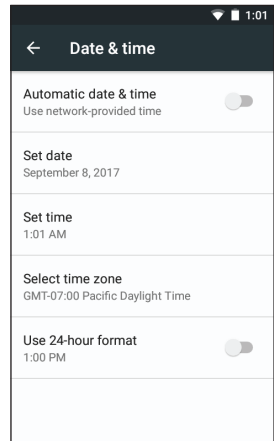 1:01
Date & time
Automatic date & time
Use network-provided time
Set date
September 8, 2017
Set time
1:01 AM
Select time zone
GMT-07:00 Pacific Daylight Time
Use 24-hour format
1:00 PM